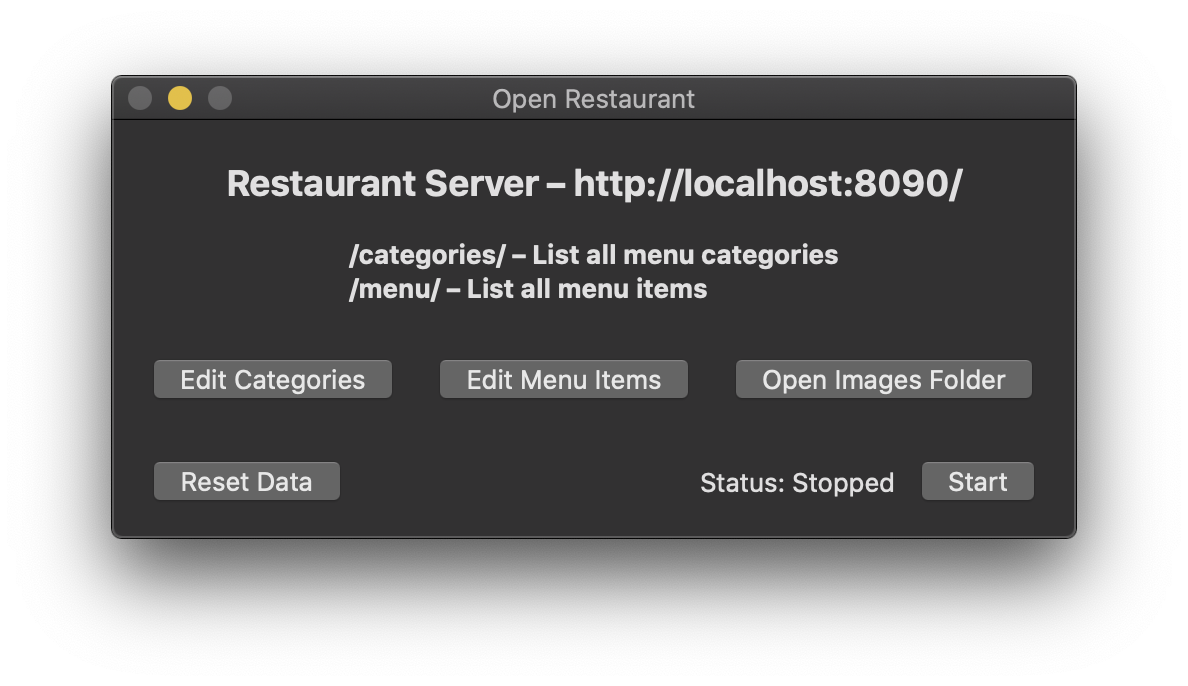 Open Restaurant
Restaurant Server – http://localhost:8090/
/categories/ – List all menu categories
/menu/ – List all menu items
Edit Categories
Edit Menu Items
Open Images Folder
Reset Data
Status: Stopped
Start